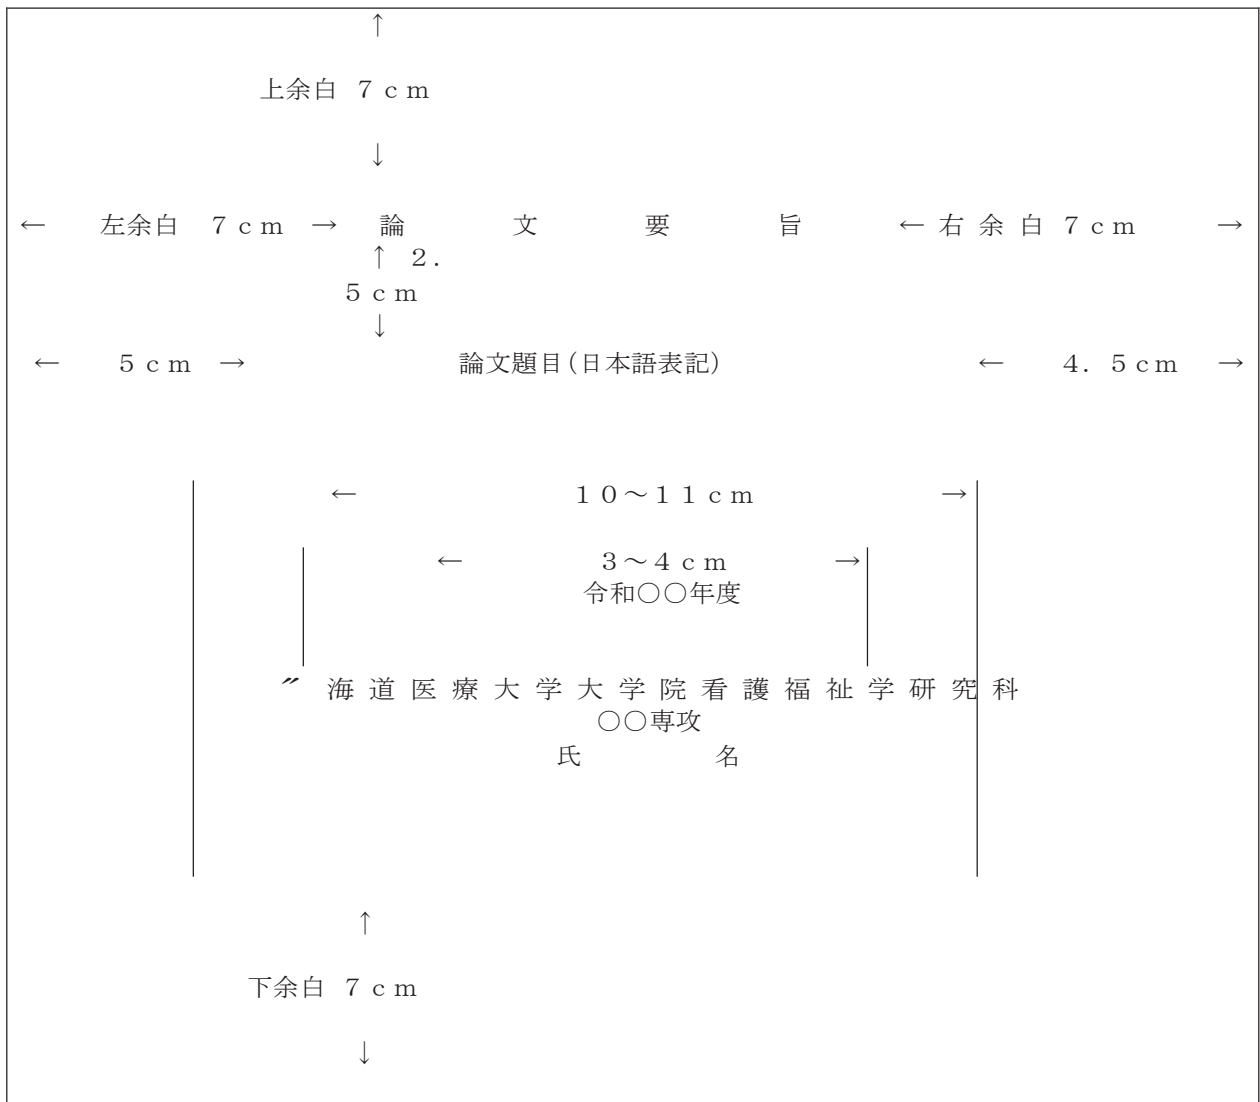 ↑
上余白 7cm
↓
← 左余白 7cm → 論 文 要 旨 ← 右余白7cm →
↑ 2.
5cm
↓
← 5cm → 論文題目(日本語表記) ← 4.5cm →
← 10～11cm →
← 3～4cm →
令和○○年度
〃 海道医療大学大学院看護福祉学研究科
○○専攻
氏 名
↑
下余白 7cm
↓